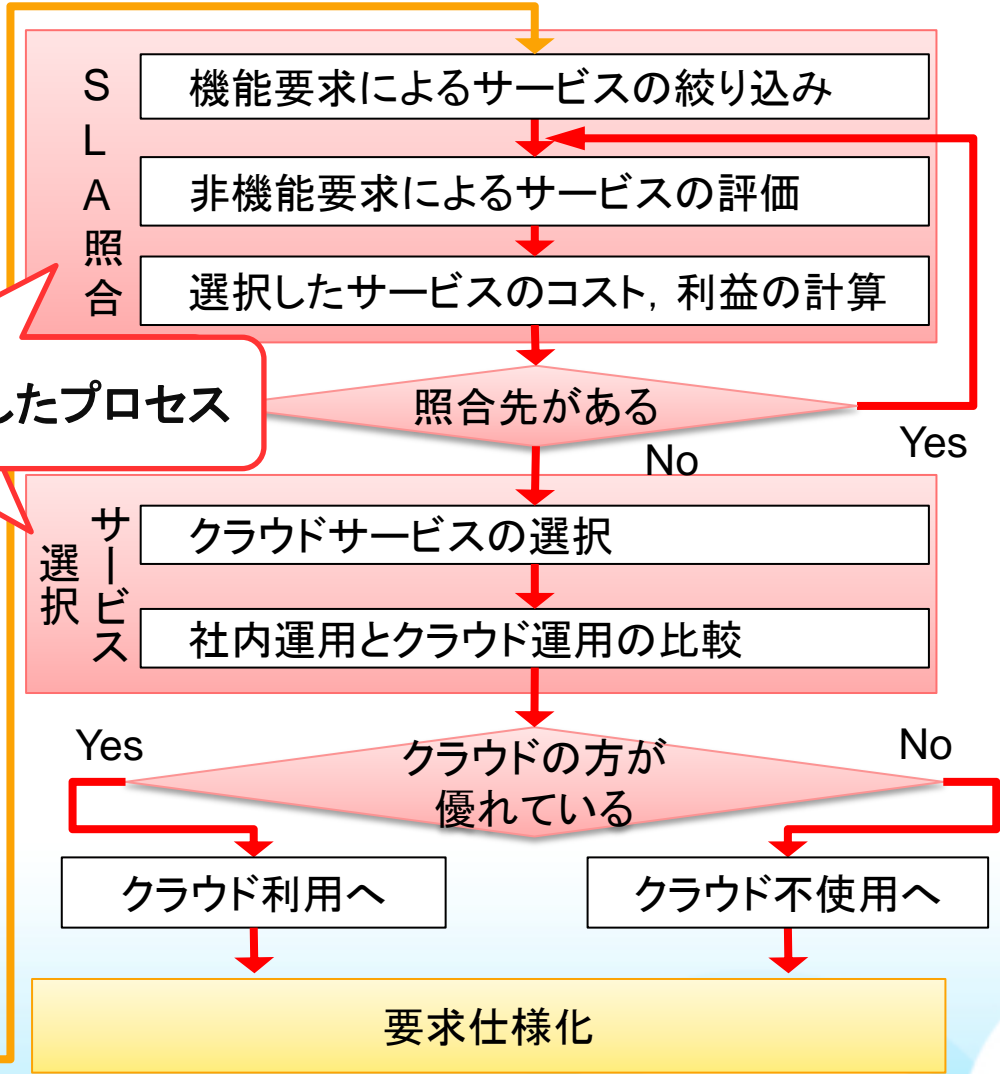 SLA照合
機能要求によるサービスの絞り込み
非機能要求によるサービスの評価
選択したサービスのコスト，利益の計算
したプロセス
照合先がある
Yes
No
サービス
選択
クラウドサービスの選択
社内運用とクラウド運用の比較
Yes
No
クラウドの方が
優れている
クラウド利用へ
クラウド不使用へ
要求仕様化